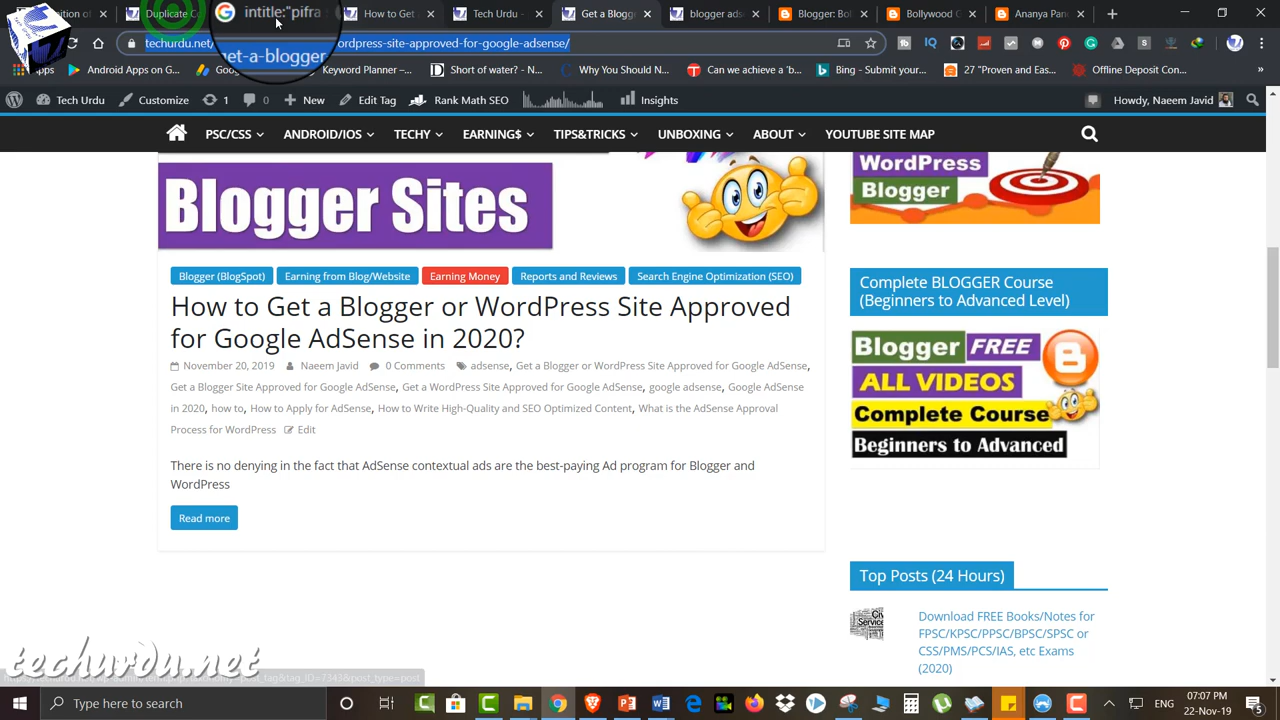 intitle:"pifra
How to Get
Tech Urdu -
Get a Blogg
blogger
Blogger: E
Bollywood C
Ananya Pan
techurdu.net/
get-a-blogger
ordpress-site-approved-for-google-adsense/
Apps
Android Apps on G
Keyword Planner –...
Short of water? - N...
Why You Should N...
Can we achieve a 'b...
Bing - Submit your...
27 "Proven and Eas...
Offline Deposit Con...
Tech Urdu
Customize
1
0
New
Edit Tag
Rank Math SEO
Insights
Howdy, Naeem Javid
PSC/CSS
ANDROID/IOS
TECHY
EARNING$
TIPS&TRICKS
UNBOXING
ABOUT
YOUTUBE SITE MAP
Blogger Sites
Blogger (BlogSpot)
Earning from Blog/Website
Earning Money
Reports and Reviews
Search Engine Optimization (SEO)
How to Get a Blogger or WordPress Site Approved
for Google AdSense in 2020?
November 20, 2019 Naeem Javid 0 Comments adsense, Get a Blogger or WordPress Site Approved for Google AdSense,
Get a Blogger Site Approved for Google AdSense, Get a WordPress Site Approved for Google AdSense, google adsense, Google AdSense
in 2020, how to, How to Apply for AdSense, How to Write High-Quality and SEO Optimized Content, What is the AdSense Approval
Process for WordPress Edit
There is no denying in the fact that AdSense contextual ads are the best-paying Ad program for Blogger and
WordPress
Read more
WordPress
Blogger
Complete BLOGGER Course
(Beginners to Advanced Level)
Blogger FREE
ALL VIDEOS
Complete Course
Beginners to Advanced
Top Posts (24 Hours)
Download FREE Books/Notes for
FPSC/KPSC/PPSC/BPSC/SPSC or
CSS/PMS/PCS/IAS, etc Exams
(2020)
techurdu.net
Type here to search
ENG
07:07 PM
22-Nov-19